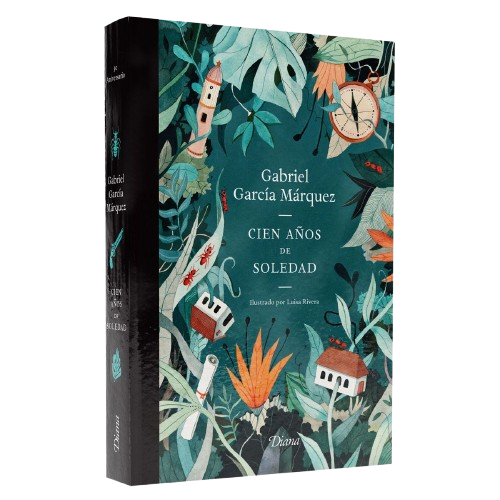 Aniversario
Gabriel
García
Márquez
CIEN
AÑOS
DE
SOLEDAD
Diana
Gabriel
García Márquez
CIEN AÑOS
DE
SOLEDAD
Ilustrado por Luisa Rivera
Diana